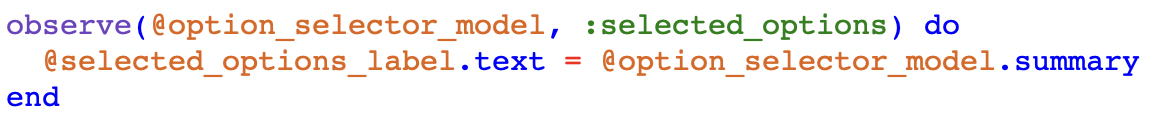 observe(@option_selector_model, :selected_options) do
  @selected_options_label.text = @option_selector_model.summary
end